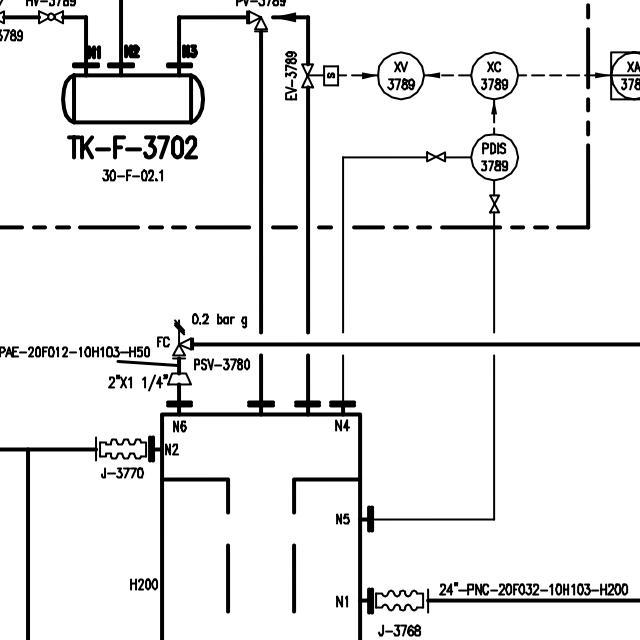 HV-3789
PV-3789
3789
N1
N2
N3
EV-3789
S
XV
3789
XC
3789
XA
378
TK-F-3702
30-F-02.1
PDIS
3789
0.2 bar g
FC
PAE-20F012-10H103-H50
PSV-3780
2"X1 1/4"
N6
N4
N2
J-3770
N5
H200
N1
24"-PNC-20F032-10H103-H200
J-3768